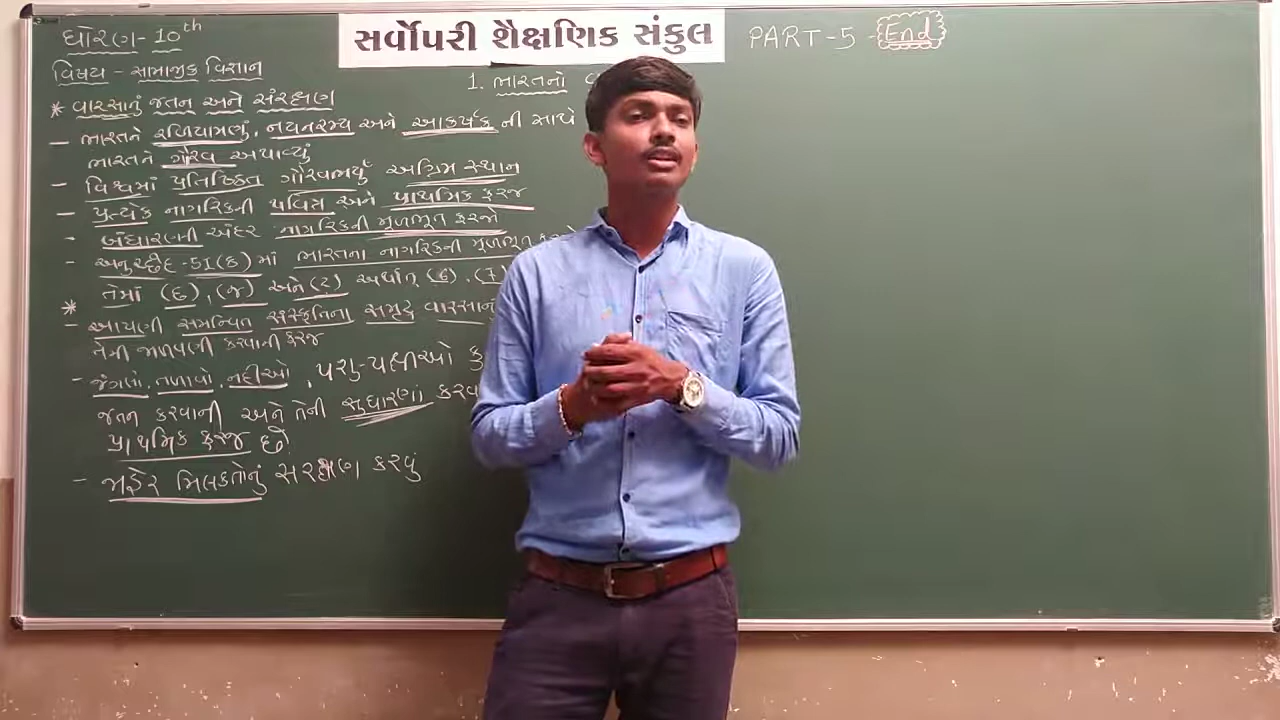 ધોરણ - 10th
સર્વોપરી શૈક્ષણિક સંકુલ
PART-5 - End
વિષય - સામાજીક વિજ્ઞાન
1. ભારતનો
* વારસાનું જતન અને સંરક્ષણ
- ભારતને રળિયામણું, નયનરમ્ય અને આકર્ષક ની સાથે
ભારતને ગૌરવ અપાવ્યું
- વિશ્વમાં પ્રતિષ્ઠિત ગૌરવભર્યું અગ્રિમ સ્થાન
- પ્રત્યેક નાગરિકની પવિત્ર અને પ્રાથમિક ફરજ
- બંધારણની અંદર નાગરિકની મૂળભૂત ફરજો
- અનુચ્છેદ-51(ક) માં ભારતના નાગરિકની મૂળભૂત
* તેમાં (છ), (જ) અને (ટ) અર્થાત્ (6), (7)
- આપણી સમન્વિત સંસ્કૃતિના સમૃદ્ધ વારસાનું
તેની જાળવણી કરવાની ફરજ
- જંગલો, તળાવો, નદીઓ, પશુ-પક્ષીઓ
જતન કરવાની અને તેની સુધારણા
પ્રાથમિક ફરજ છે
- જાહેર મિલકતોનું સંરક્ષણ કરવું